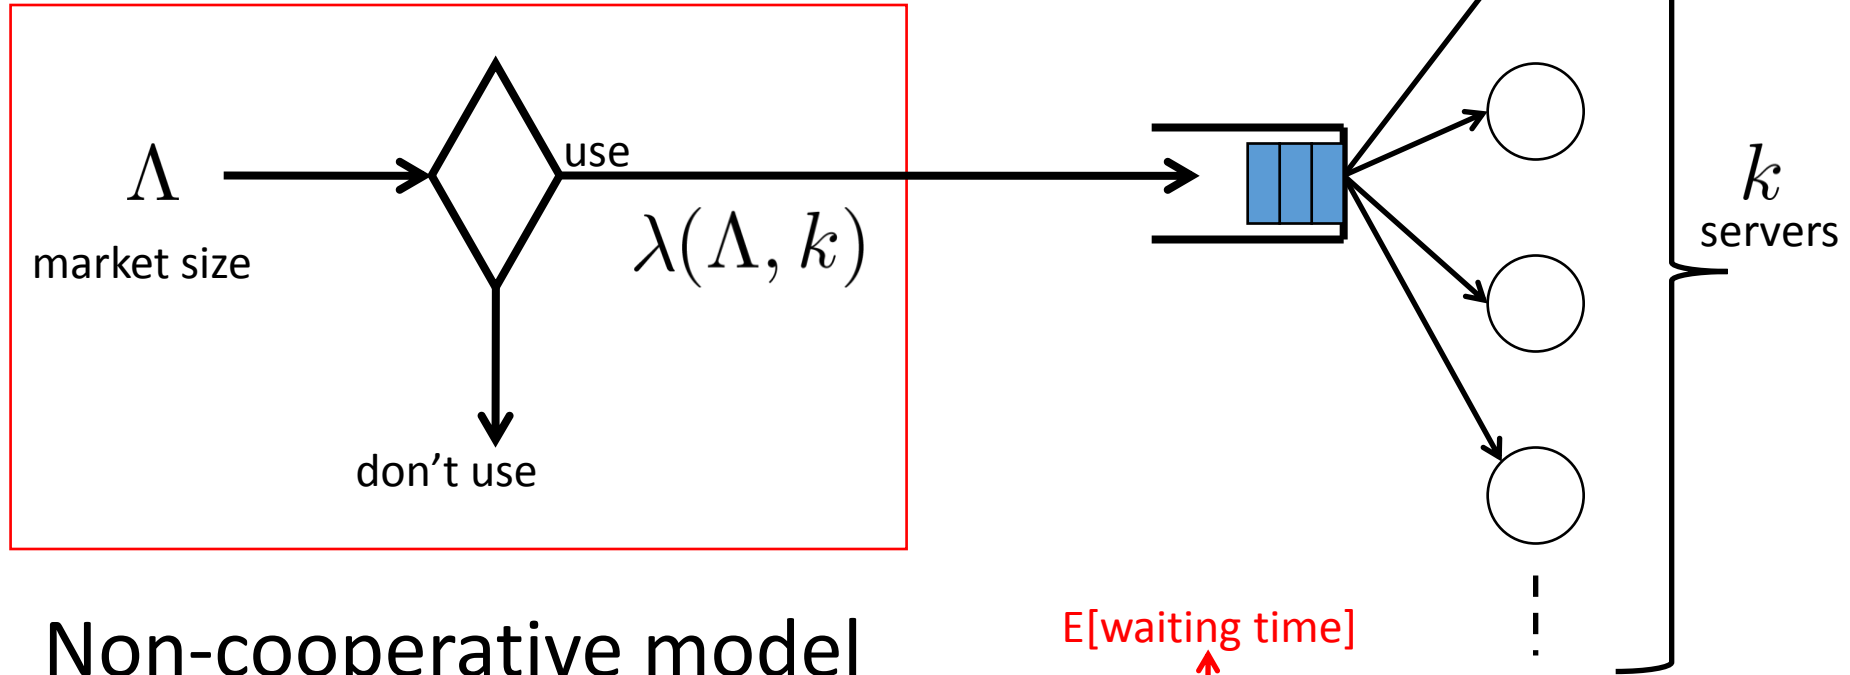 Λ
market size
use
λ(Λ, k)
don't use
k
servers
Non-cooperative model
E[waiting time]